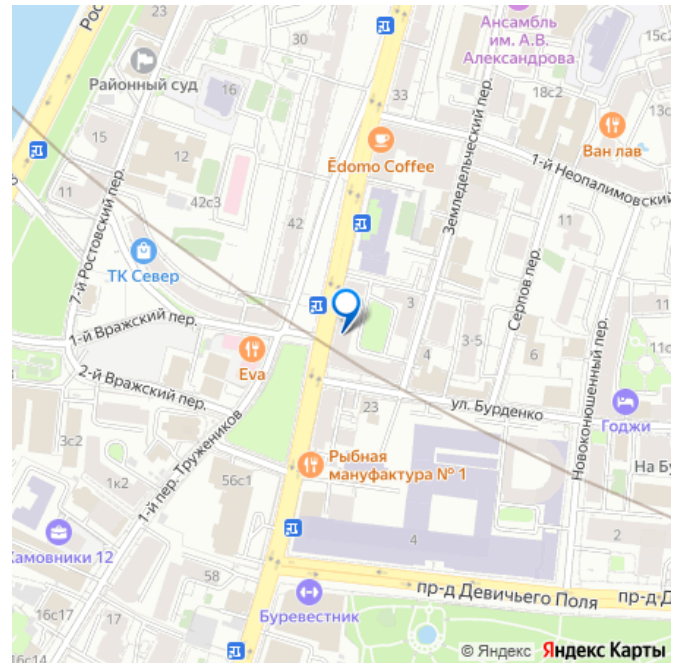 Ансамбль
им. А.В.
Александрова
15с2
Рос
30
Районный суд
16
33
18с2
13с
Ван лав
Ēdomo Coffee
1-й Неопалимовский
15
12
Земледельческий пер.
11
42с3
42
11
7-й Ростовский пер.
ТК Север
Серпов пер.
3
11
1-й Вражский пер.
3-5
6
11с
4
Eva
Новоконюшенный пер.
2-й Вражский пер.
ул. Бурденко
Годжи
23
3с2
1-й пер. Тружеников
Рыбная
мануфактура № 1
На Бу
56с1
1к2
4
2
Хамовники 12
58
пр-д Девичьего Поля
пр-д Д
Буревестник
16с17
17
© Яндекс Яндекс Карты